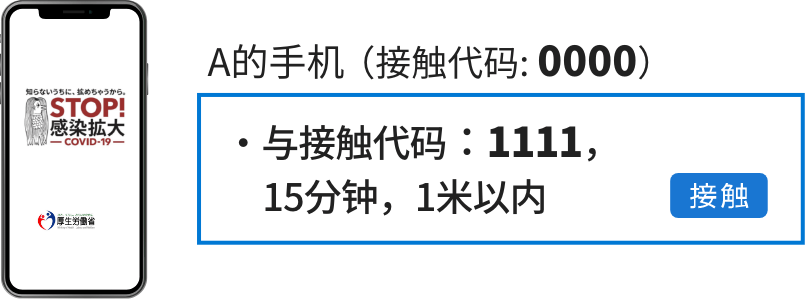 知らないうちに、拡めちゃうから。
STOP!
感染拡大
COVID-19
厚生労働省
A的手机（接触代码: 0000）
・与接触代码：1111，
15分钟，1米以内
接触